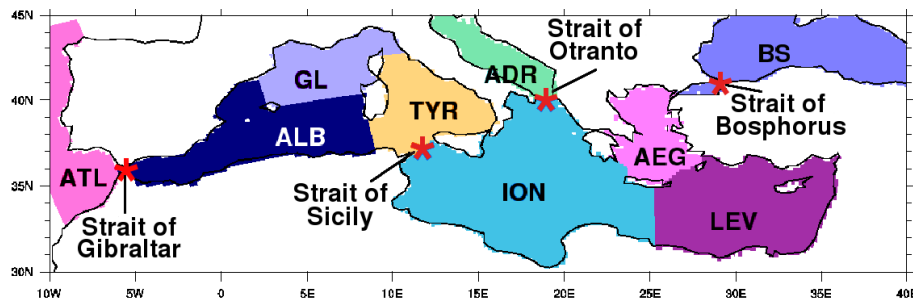 45N
40N
35N
30N
10W
5W
0
5E
10E
15E
20E
25E
30E
35E
40E
ATL
GL
ALB
TYR
ADR
ION
AEG
LEV
BS
Strait of
Gibraltar
Strait of
Sicily
Strait of
Otranto
Strait of
Bosphorus